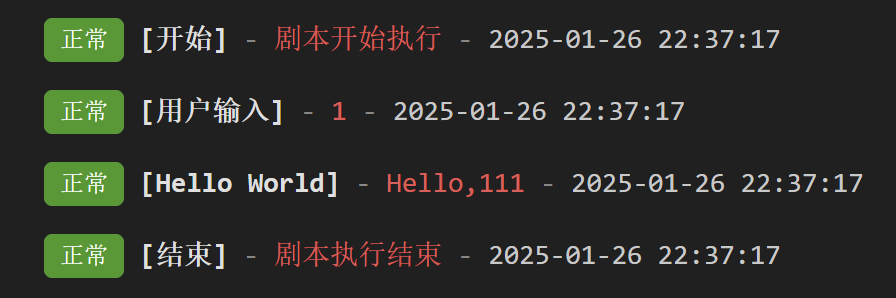 正常 [开始] - 剧本开始执行 - 2025-01-26 22:37:17
正常 [用户输入] - 1 - 2025-01-26 22:37:17
正常 [Hello World] - Hello,111 - 2025-01-26 22:37:17
正常 [结束] - 剧本执行结束 - 2025-01-26 22:37:17